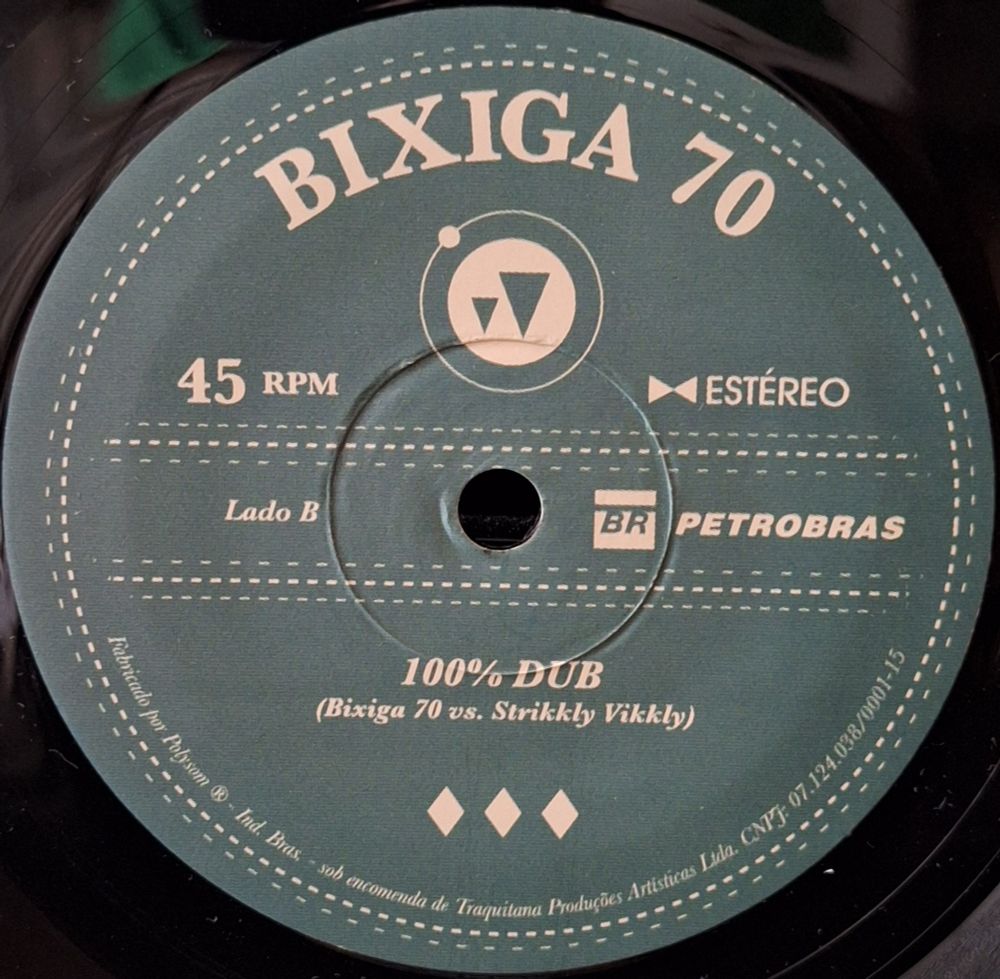 BIXIGA 70
45 RPM
ESTÉREO
Lado B
BR PETROBRAS
100% DUB
(Bixiga 70 vs. Strikkly Vikkly)
Fabricado por Polysom ® - Ind. Bras. - sob encomenda de Traquitana Produções Artísticas Ltda. CNPJ: 07.124.038/0001-15